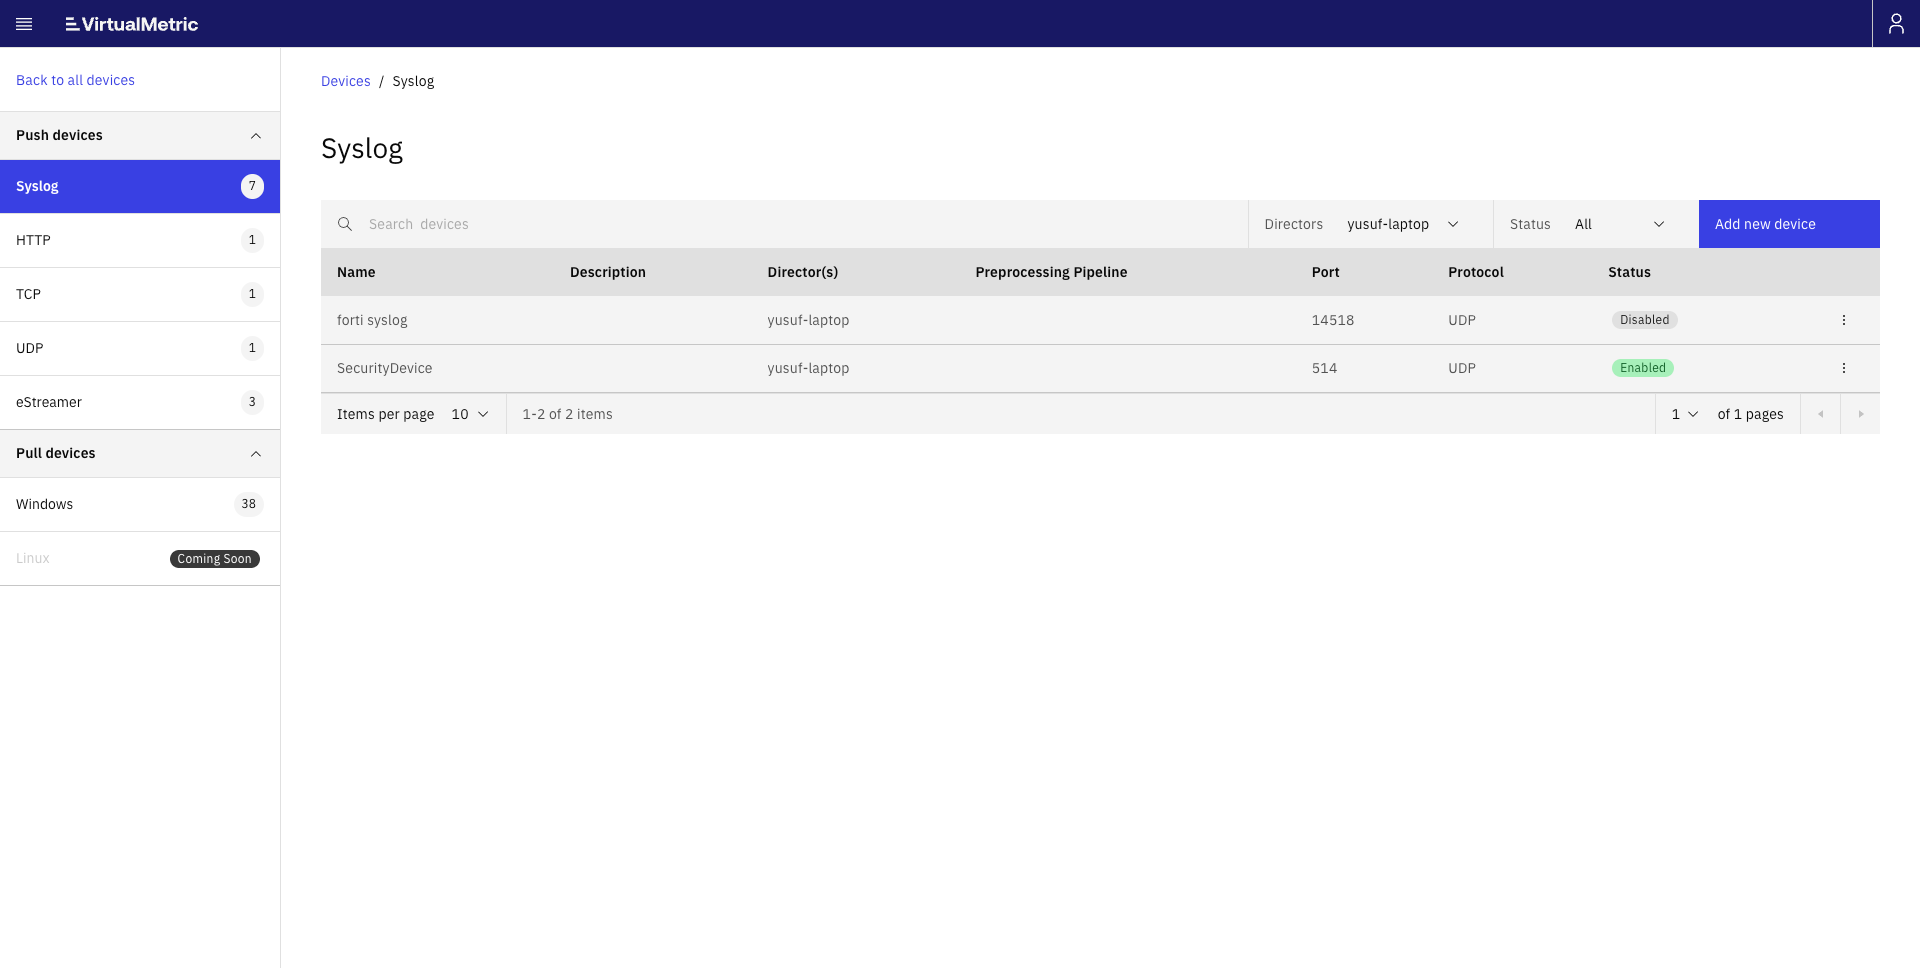 VirtualMetric
Back to all devices
Push devices
Syslog 7
HTTP 1
TCP 1
UDP 1
eStreamer 3
Pull devices
Windows 38
Linux Coming Soon
Devices / Syslog
Syslog
Search devices Directors yusuf-laptop Status All Add new device
Name Description Director(s) Preprocessing Pipeline Port Protocol Status
forti syslog yusuf-laptop 14518 UDP Disabled
SecurityDevice yusuf-laptop 514 UDP Enabled
Items per page 10 1-2 of 2 items 1 of 1 pages